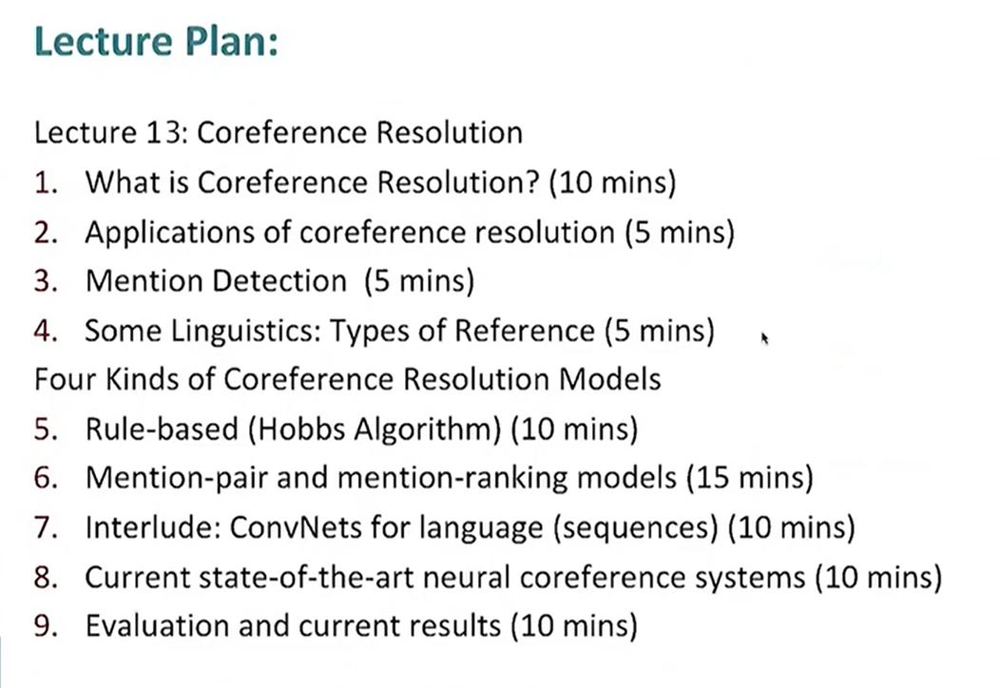 Lecture Plan:
Lecture 13: Coreference Resolution
1. What is Coreference Resolution? (10 mins)
2. Applications of coreference resolution (5 mins)
3. Mention Detection (5 mins)
4. Some Linguistics: Types of Reference (5 mins)
Four Kinds of Coreference Resolution Models
5. Rule-based (Hobbs Algorithm) (10 mins)
6. Mention-pair and mention-ranking models (15 mins)
7. Interlude: ConvNets for language (sequences) (10 mins)
8. Current state-of-the-art neural coreference systems (10 mins)
9. Evaluation and current results (10 mins)